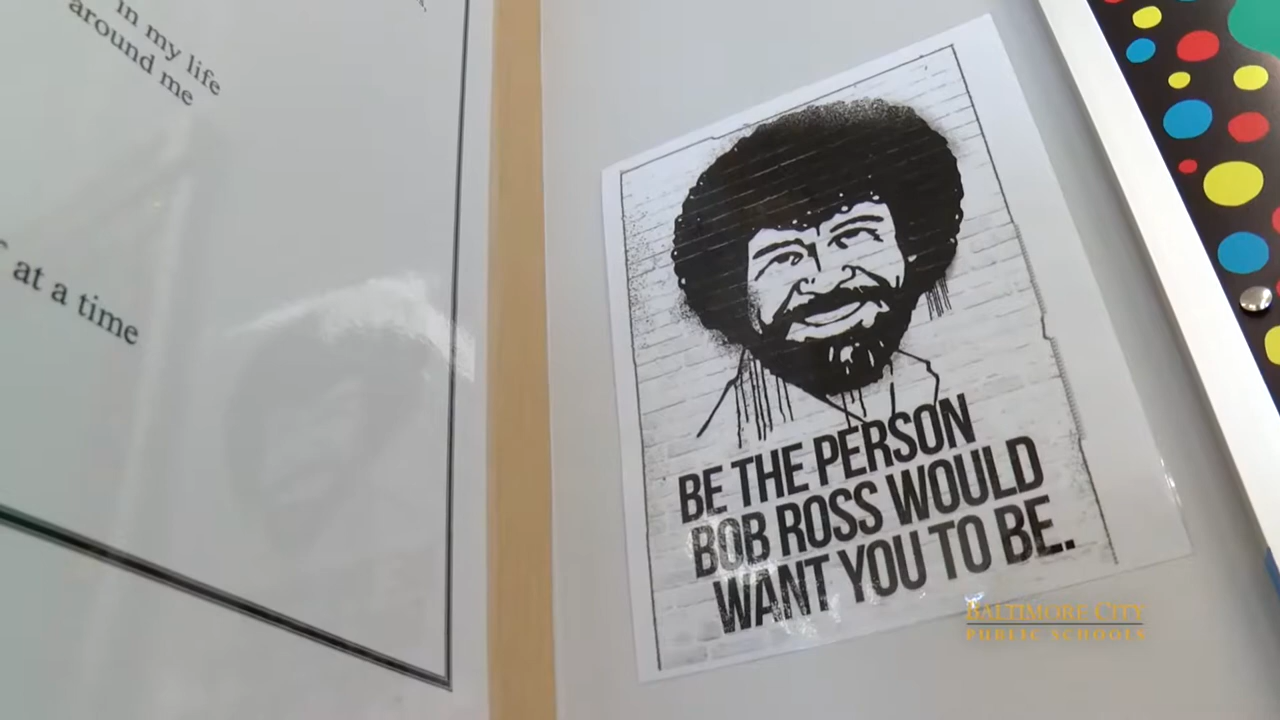 in my life
around me
at a time
BE THE PERSON
BOB ROSS WOULD
WANT YOU TO BE.
BALTIMORE CITY
PUBLIC SCHOOLS